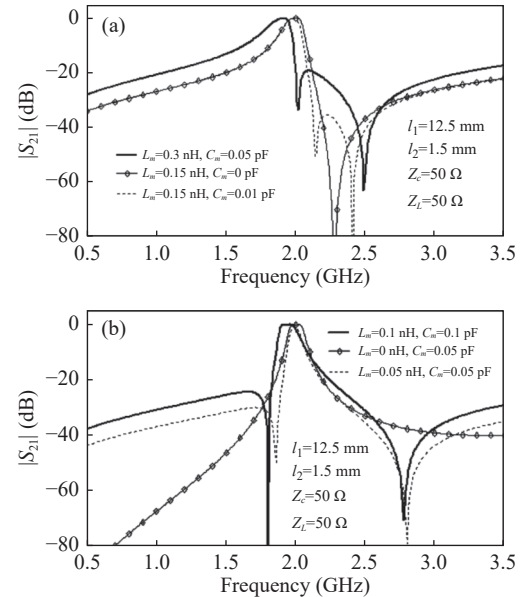 (a)
0
−20
−40
−60
−80
|S21| (dB)
Lm=0.3 nH, Cm=0.05 pF
Lm=0.15 nH, Cm=0 pF
Lm=0.15 nH, Cm=0.01 pF
l1=12.5 mm
l2=1.5 mm
Zc=50 Ω
ZL=50 Ω
0.5 1.0 1.5 2.0 2.5 3.0 3.5
Frequency (GHz)
(b)
0
−20
−40
−60
−80
|S21| (dB)
Lm=0.1 nH, Cm=0.1 pF
Lm=0 nH, Cm=0.05 pF
Lm=0.05 nH, Cm=0.05 pF
l1=12.5 mm
l2=1.5 mm
Zc=50 Ω
ZL=50 Ω
0.5 1.0 1.5 2.0 2.5 3.0 3.5
Frequency (GHz)